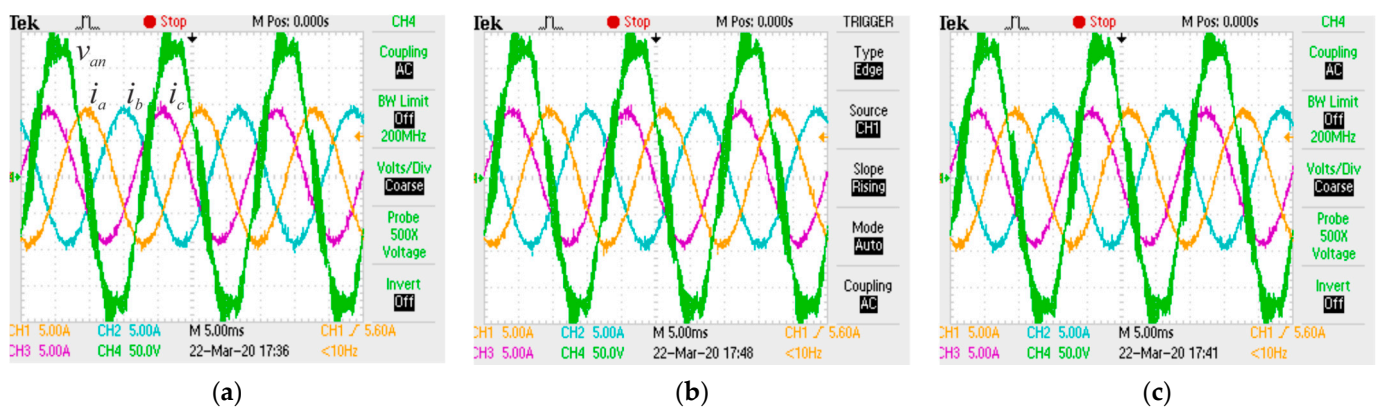 Tek Stop M Pos: 0.000s CH4
v_an
i_a i_b i_c
Coupling
AC
BW Limit
Off
200MHz
Volts/Div
Coarse
Probe
500X
Voltage
Invert
Off
CH1 5.00A CH2 5.00A M 5.00ms CH1 5.60A
CH3 5.00A CH4 50.0V 22-Mar-20 17:36 <10Hz
(a)
Tek Stop M Pos: 0.000s TRIGGER
Type
Edge
Source
CH1
Slope
Rising
Mode
Auto
Coupling
AC
CH1 5.00A CH2 5.00A M 5.00ms CH1 5.60A
CH3 5.00A CH4 50.0V 22-Mar-20 17:48 <10Hz
(b)
Tek Stop M Pos: 0.000s CH4
Coupling
AC
BW Limit
Off
200MHz
Volts/Div
Coarse
Probe
500X
Voltage
Invert
Off
CH1 5.00A CH2 5.00A M 5.00ms CH1 5.60A
CH3 5.00A CH4 50.0V 22-Mar-20 17:41 <10Hz
(c)